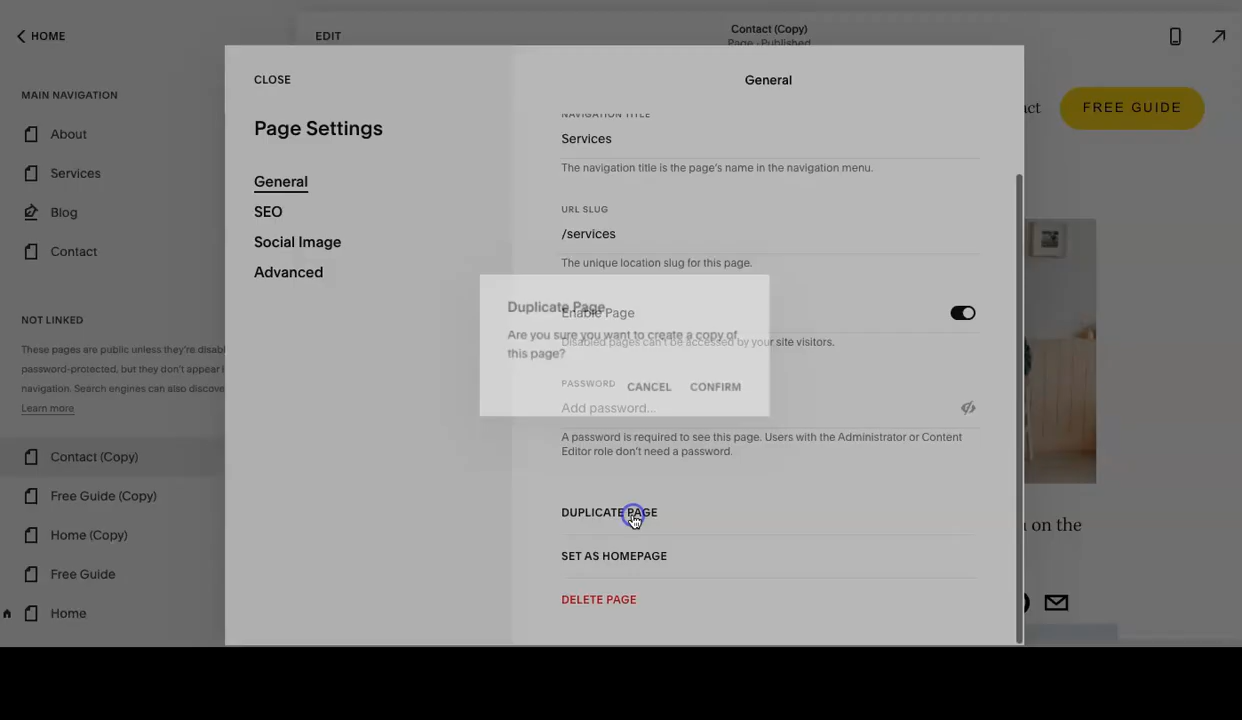 HOME
MAIN NAVIGATION
About
Services
Blog
Contact
NOT LINKED
These pages are public unless they're disabl
password-protected, but they don't appear i
navigation. Search engines can also discove
Learn more
Contact (Copy)
Free Guide (Copy)
Home (Copy)
Free Guide
Home
EDIT
Contact (Copy)
Page · Published
FREE GUIDE
n on the
CLOSE
Page Settings
General
SEO
Social Image
Advanced
General
NAVIGATION TITLE
Services
The navigation title is the page's name in the navigation menu.
URL SLUG
/services
The unique location slug for this page.
Enable Page
Disabled pages can't be accessed by your site visitors.
PASSWORD
Add password...
A password is required to see this page. Users with the Administrator or Content
Editor role don't need a password.
DUPLICATE PAGE
SET AS HOMEPAGE
DELETE PAGE
Duplicate Page
Are you sure you want to create a copy of
this page?
CANCEL CONFIRM